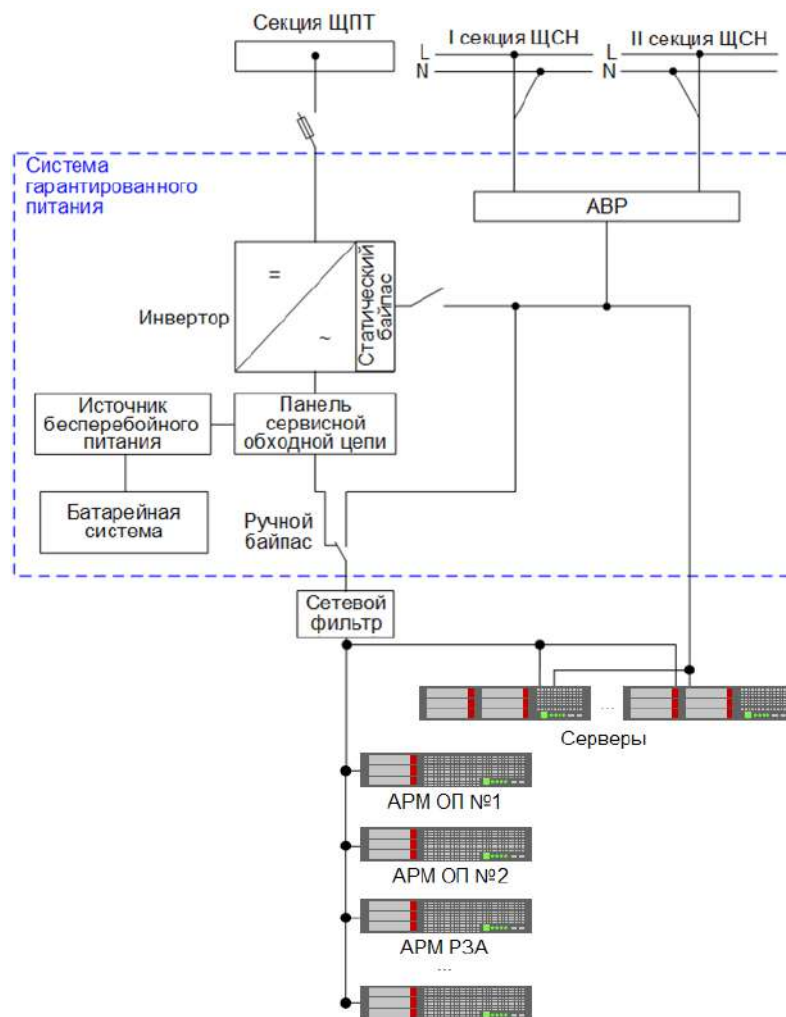 Секция ЩПТ
I секция ЩСН
II секция ЩСН
L
N
L
N
Система
гарантированного
питания
АВР
=
~
Статический
байпас
Инвертор
Источник
бесперебойного
питания
Панель
сервисной
обходной цепи
Батарейная
система
Ручной
байпас
Сетевой
фильтр
...
Серверы
АРМ ОП №1
АРМ ОП №2
АРМ РЗА
...